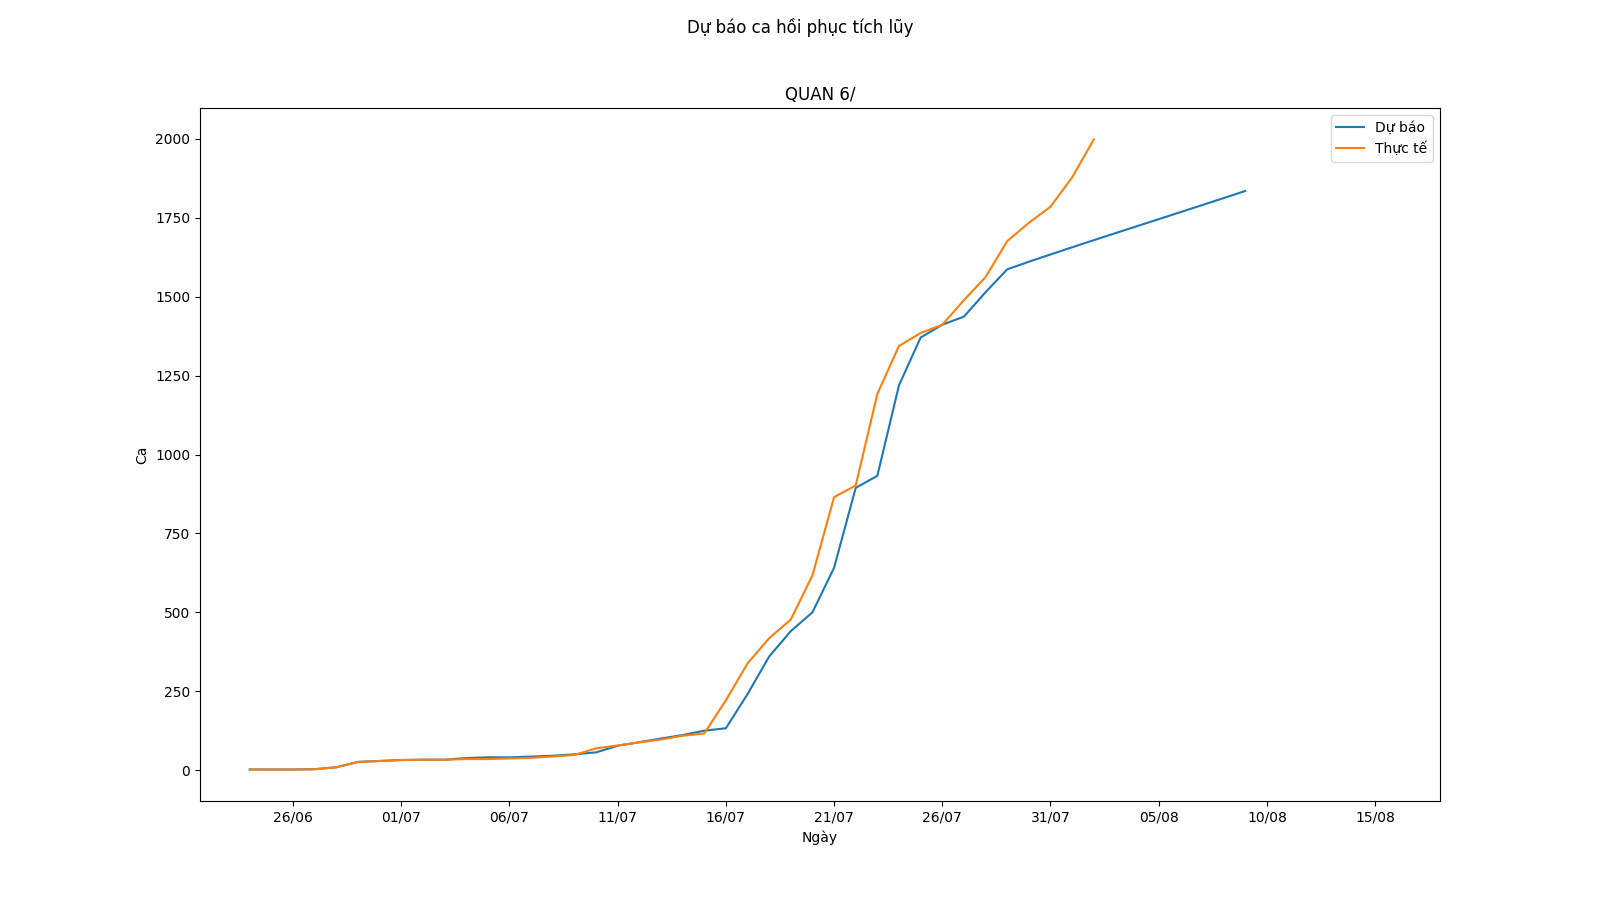 Dự báo ca hồi phục tích lũy
QUAN 6/
Dự báo
Thực tế
2000
1750
1500
1250
1000
750
500
250
0
Ca
26/06 01/07 06/07 11/07 16/07 21/07 26/07 31/07 05/08 10/08 15/08
Ngày